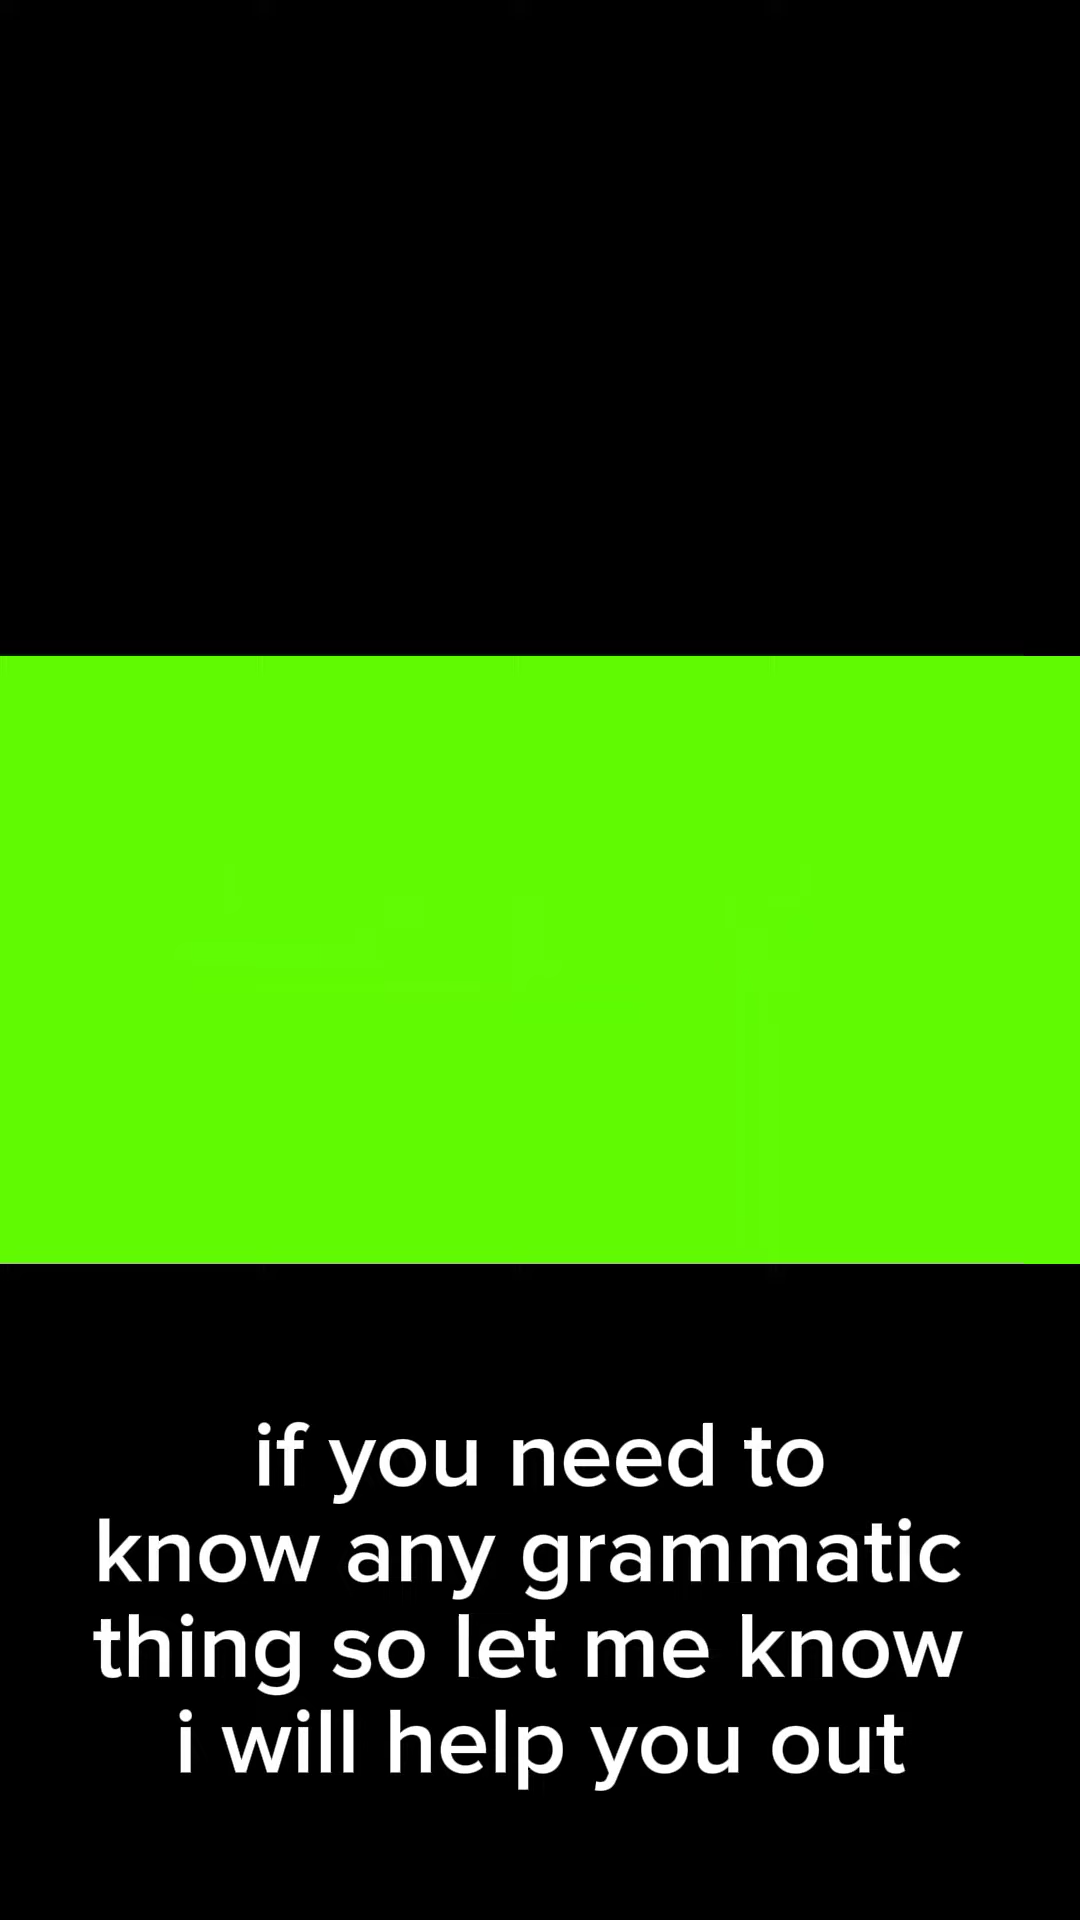 if you need to
know any grammatic
thing so let me know
i will help you out